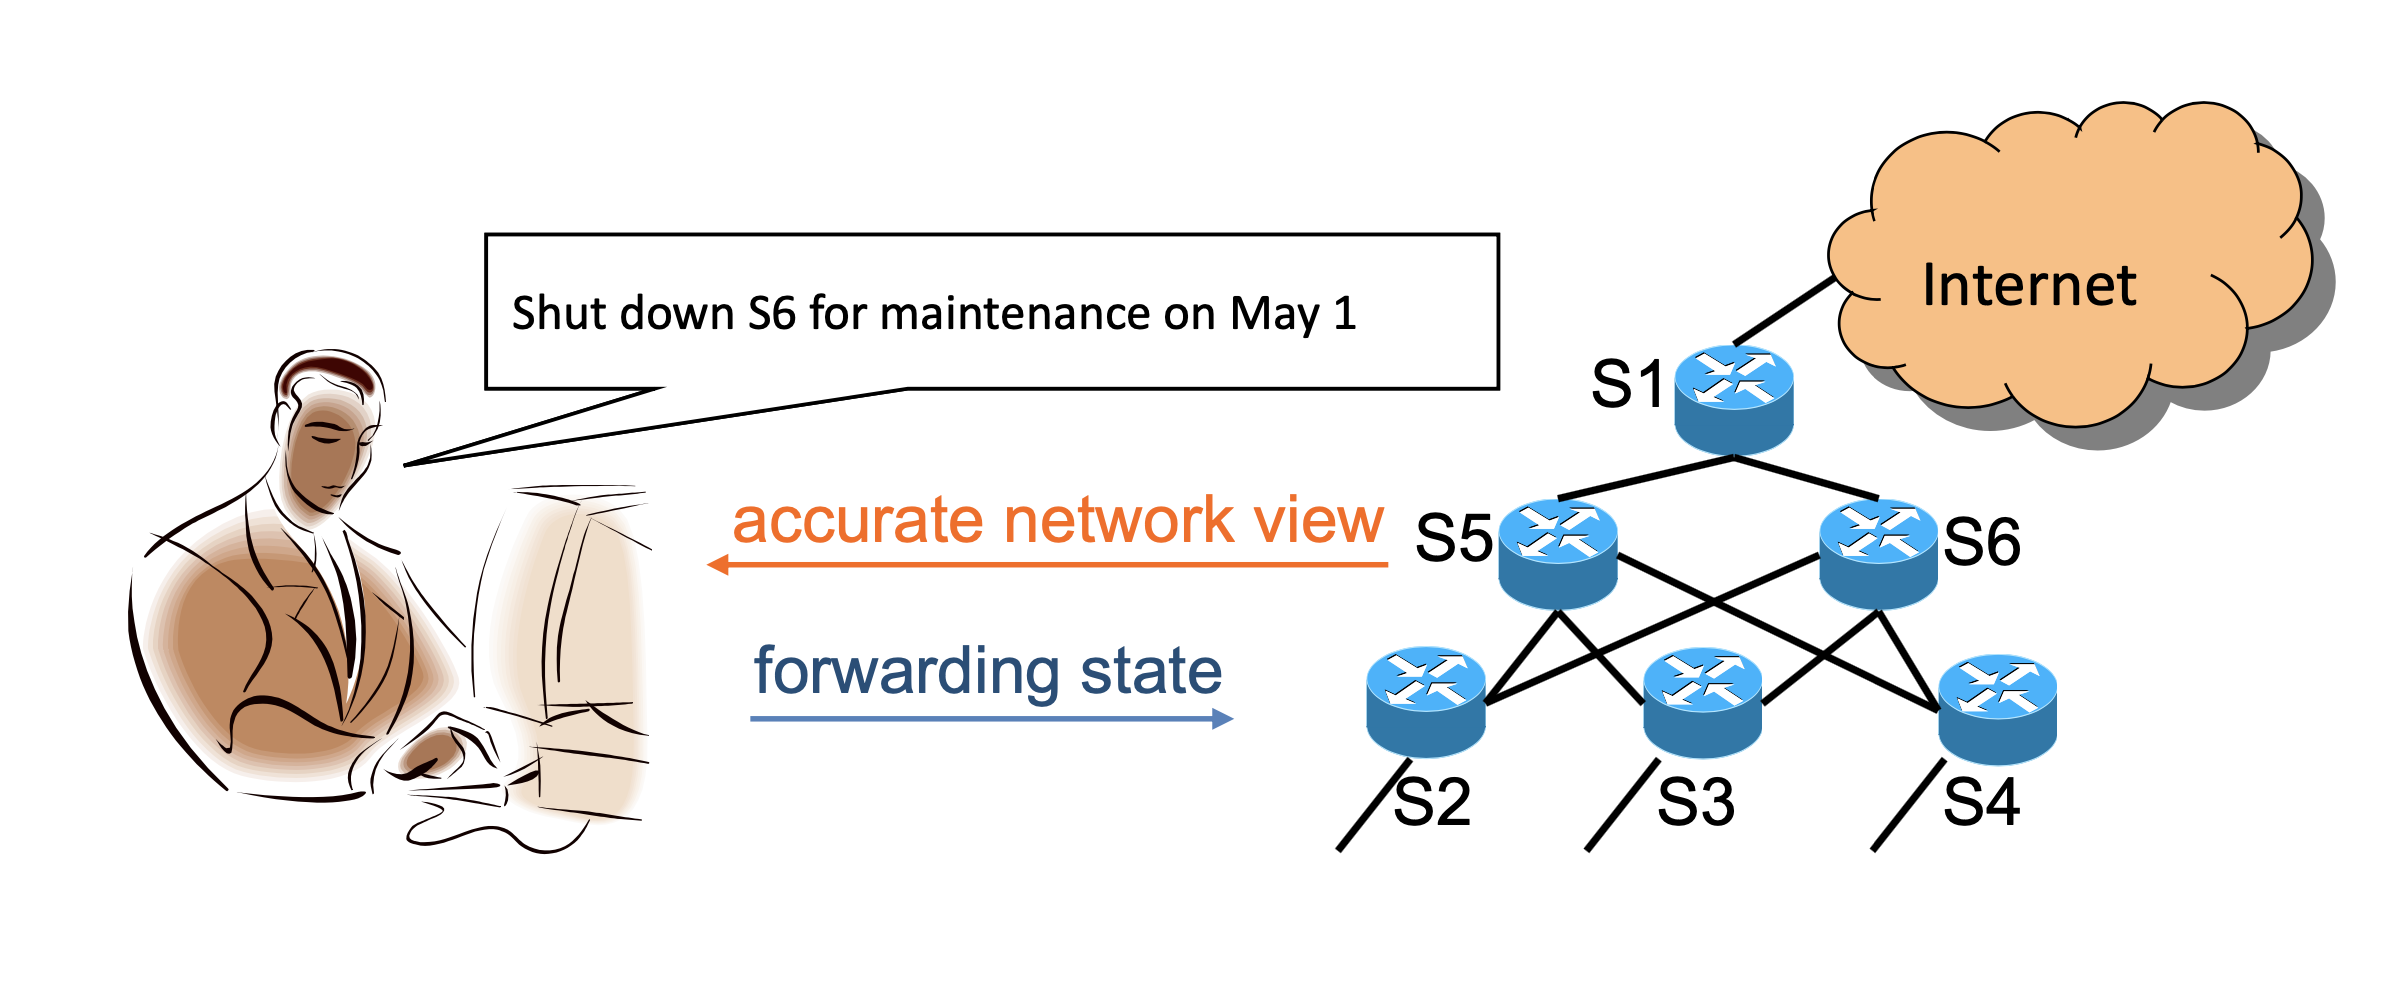 Internet
Shut down S6 for maintenance on May 1
S1
accurate network view
S5
S6
forwarding state
S2
S3
S4